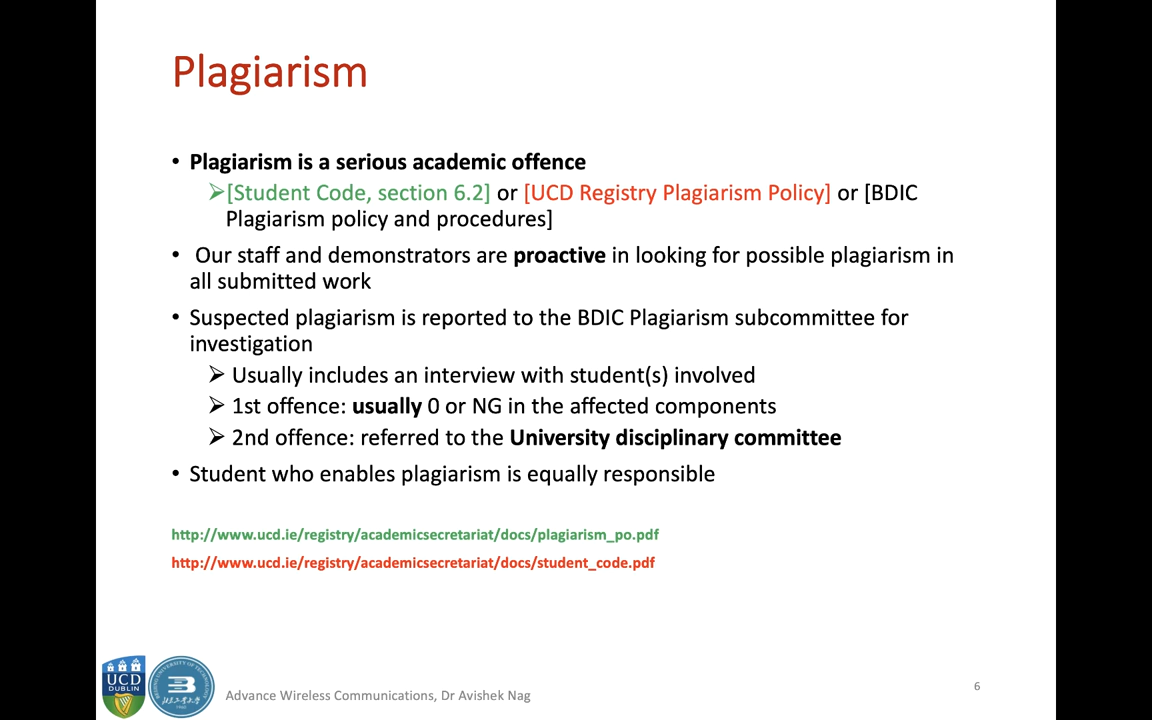 Plagiarism
• Plagiarism is a serious academic offence
➢[Student Code, section 6.2] or [UCD Registry Plagiarism Policy] or [BDIC
Plagiarism policy and procedures]
• Our staff and demonstrators are proactive in looking for possible plagiarism in
all submitted work
• Suspected plagiarism is reported to the BDIC Plagiarism subcommittee for
investigation
➢ Usually includes an interview with student(s) involved
➢ 1st offence: usually 0 or NG in the affected components
➢ 2nd offence: referred to the University disciplinary committee
• Student who enables plagiarism is equally responsible
http://www.ucd.ie/registry/academicsecretariat/docs/plagiarism_po.pdf
http://www.ucd.ie/registry/academicsecretariat/docs/student_code.pdf
UCD
DUBLIN
Advance Wireless Communications, Dr Avishek Nag
6